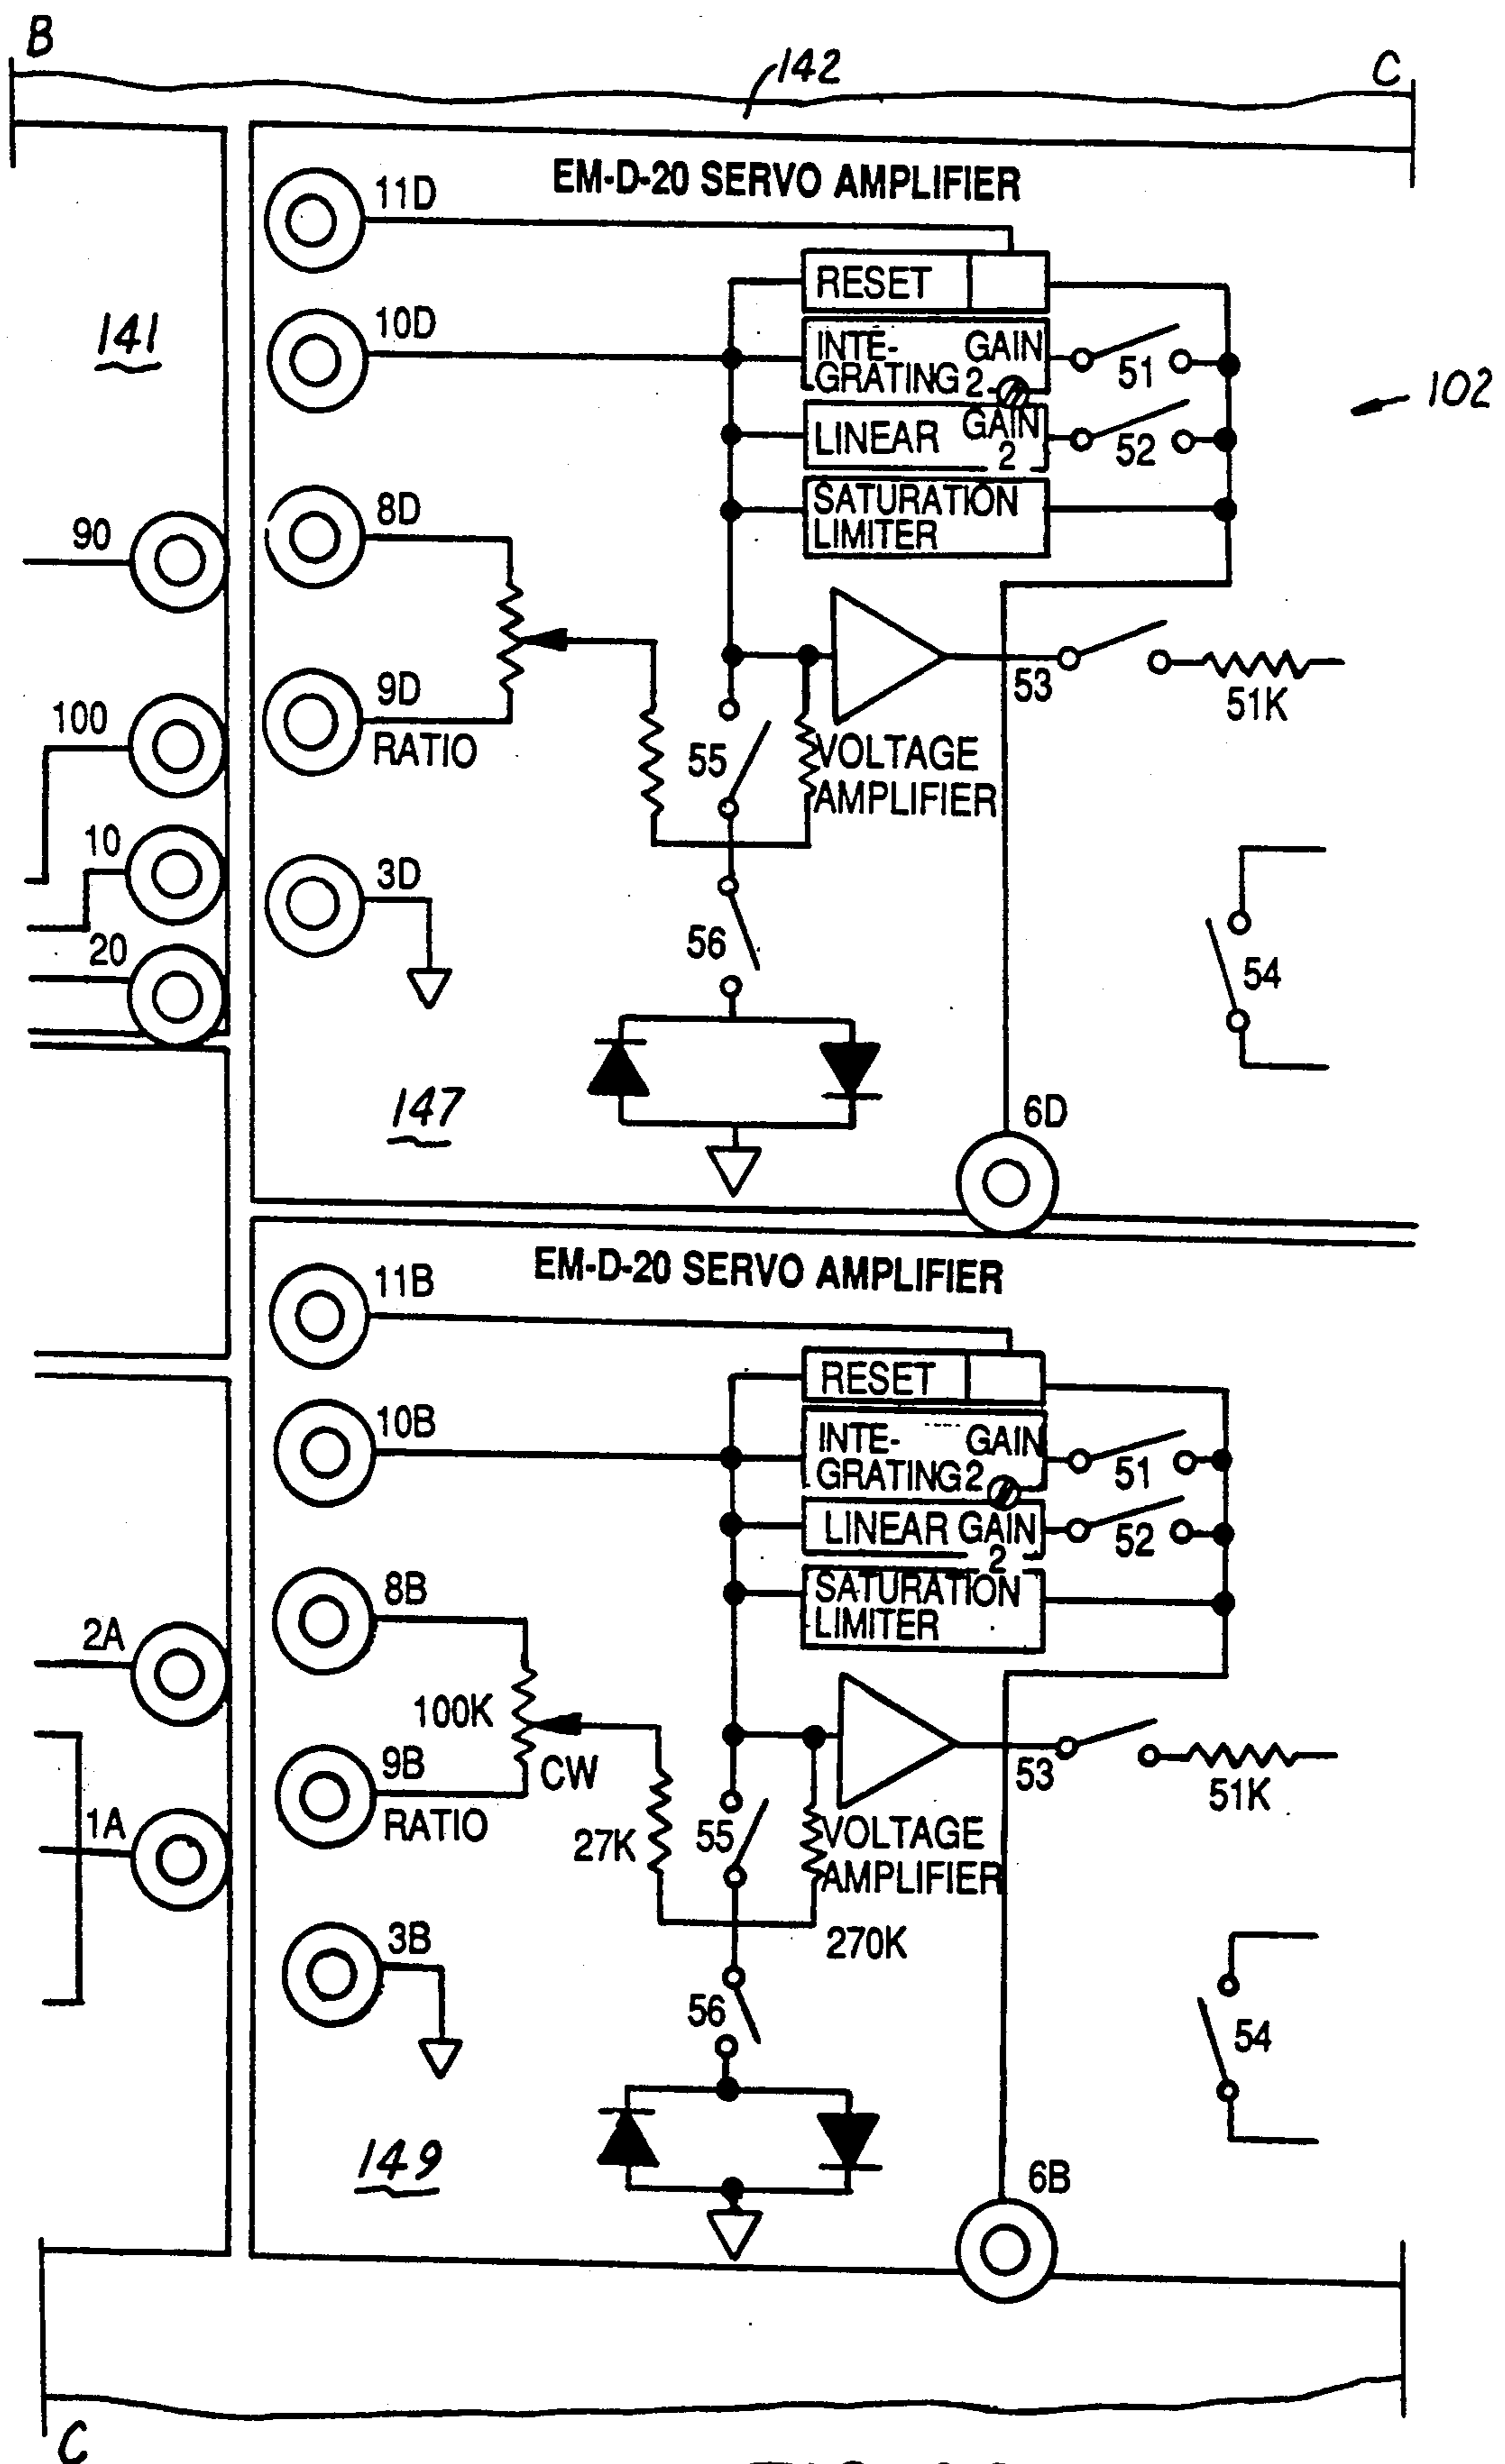 B
142
C
EM-D-20 SERVO AMPLIFIER
11D
RESET
10D
INTE-
GRATING
GAIN
2
51
141
102
LINEAR
GAIN
2
52
8D
SATURATION
LIMITER
90
9D
RATIO
53
51K
100
55
VOLTAGE
AMPLIFIER
10
3D
20
56
54
147
6D
EM-D-20 SERVO AMPLIFIER
11B
RESET
10B
INTE-
GRATING
GAIN
2
51
LINEAR
GAIN
2
52
8B
SATURATION
LIMITER
2A
100K
CW
9B
RATIO
53
51K
1A
27K
55
VOLTAGE
AMPLIFIER
270K
3B
56
54
149
6B
C